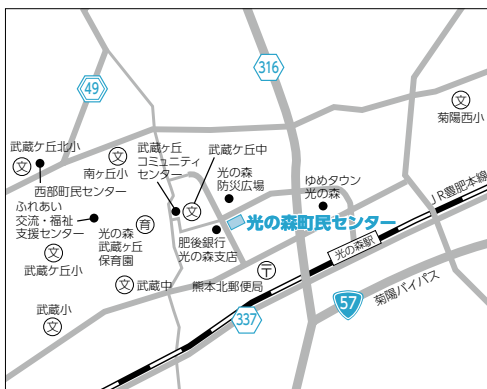 316
49
文
菊陽西小
武蔵ケ丘北小
文
文
南ケ丘小
武蔵ケ丘
コミュニティ
センター
武蔵ケ丘中
文
西部町民センター
ふれあい
交流・福祉
支援センター
光の森
防災広場
ゆめタウン
光の森
JR豊肥本線
光の森町民センター
育
光の森
武蔵ケ丘
保育園
肥後銀行
光の森支店
光の森駅
文
武蔵ケ丘小
文
武蔵中
〒
熊本北郵便局
57
菊陽バイパス
武蔵小
文
337